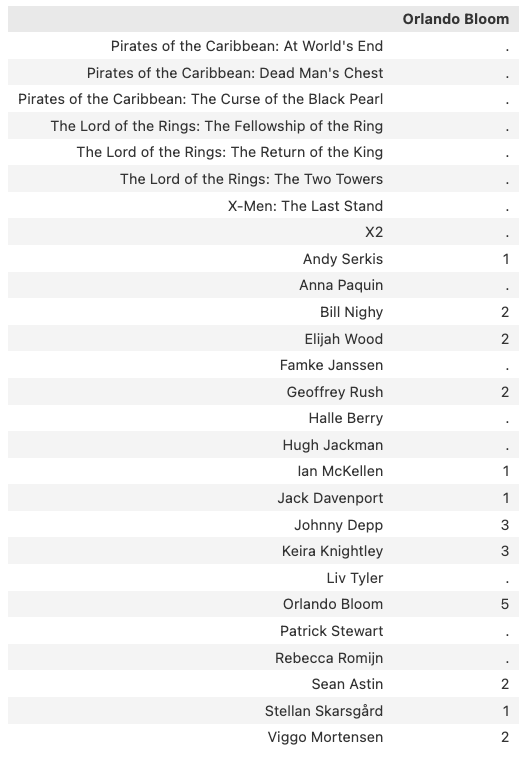 Orlando Bloom
Pirates of the Caribbean: At World's End .
Pirates of the Caribbean: Dead Man's Chest .
Pirates of the Caribbean: The Curse of the Black Pearl .
The Lord of the Rings: The Fellowship of the Ring .
The Lord of the Rings: The Return of the King .
The Lord of the Rings: The Two Towers .
X-Men: The Last Stand .
X2 .
Andy Serkis 1
Anna Paquin .
Bill Nighy 2
Elijah Wood 2
Famke Janssen .
Geoffrey Rush 2
Halle Berry .
Hugh Jackman .
Ian McKellen 1
Jack Davenport 1
Johnny Depp 3
Keira Knightley 3
Liv Tyler .
Orlando Bloom 5
Patrick Stewart .
Rebecca Romijn .
Sean Astin 2
Stellan Skarsgård 1
Viggo Mortensen 2